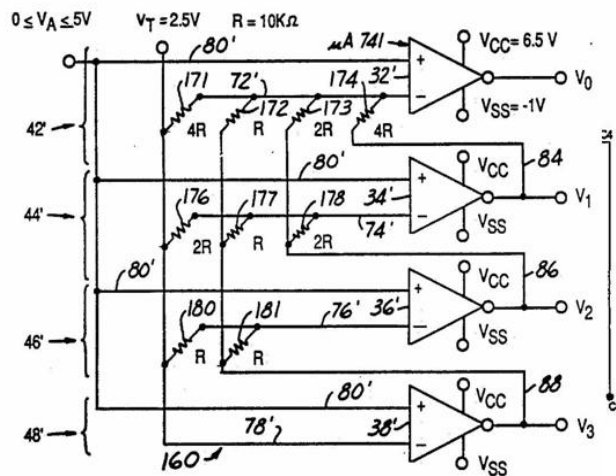 0 ≤ VA ≤ 5V VT = 2.5V R = 10KΩ
80' μA 741 VCC = 6.5 V
171 72' 174 32' V0
172 173
42' 4R R 2R 4R VSS = -1V
80' 84
VCC
176 177 178 34' V1
44' 2R R 2R 74' VSS
80' 86
VCC
180 181 76' 36' V2
46' R R VSS
80' 88
VCC
48' 78' 38' V3
160 VSS